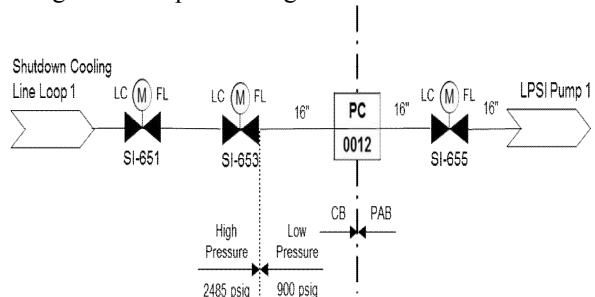 Shutdown Cooling
Line Loop 1
LC M FL
SI-651
LC M FL
SI-653
16"
PC
0012
16"
LC M FL
SI-655
16"
LPSI Pump 1
CB PAB
High
Pressure
2485 psig
Low
Pressure
900 psig